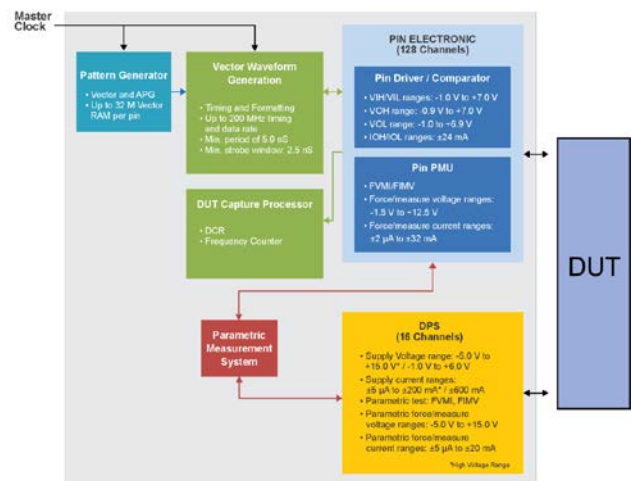 Master
Clock
Pattern Generator
• Vector and APG
• Up to 32 M Vector
RAM per pin
Vector Waveform
Generation
• Timing and Formatting
• Up to 200 MHz timing
and data rate
• Min. period of 5.0 nS
• Min. strobe window: 2.5 nS
DUT Capture Processor
• DCR
• Frequency Counter
PIN ELECTRONIC
(128 Channels)
Pin Driver / Comparator
• VIH/VIL ranges: -1.0 V to +7.0 V
• VOH range: -0.9 V to +7.0 V
• VOL range: -1.0 to +6.9 V
• IOH/IOL ranges: ±24 mA
Pin PMU
• FVMI/FIMV
• Force/measure voltage ranges:
-1.5 V to +12.5 V
• Force/measure current ranges:
±2 µA to ±32 mA
Parametric
Measurement
System
DPS
(16 Channels)
• Supply Voltage range: -5.0 V to
+15.0 V* / -1.0 V to +6.0 V
• Supply current ranges:
±5 µA to ±200 mA* / ±600 mA
• Parametric test: FVMI, FIMV
• Parametric force/measure
voltage ranges: -5.0 V to +15.0 V
• Parametric force/measure
current ranges: ±5 µA to ±20 mA
*High Voltage Range
DUT